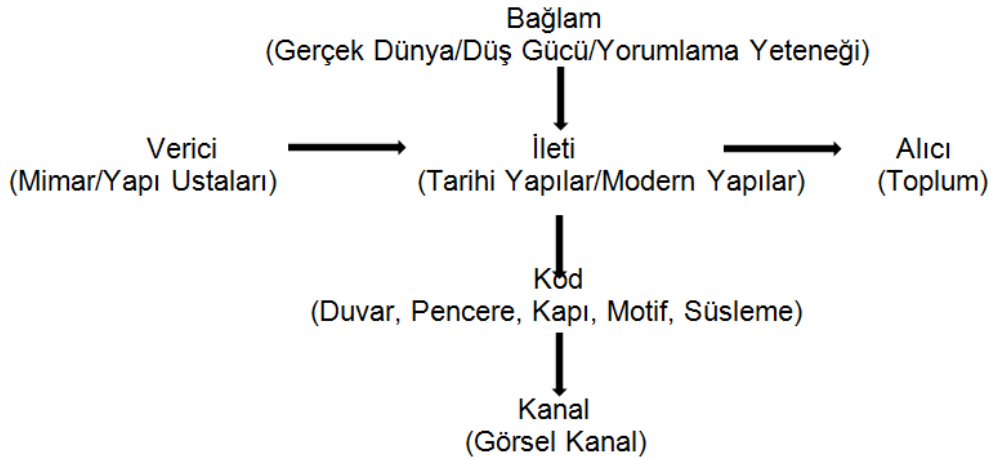 Bağlam
(Gerçek Dünya/Düş Gücü/Yorumlama Yeteneği)
Verici
(Mimar/Yapı Ustaları)
İleti
(Tarihi Yapılar/Modern Yapılar)
Alıcı
(Toplum)
Kod
(Duvar, Pencere, Kapı, Motif, Süsleme)
Kanal
(Görsel Kanal)